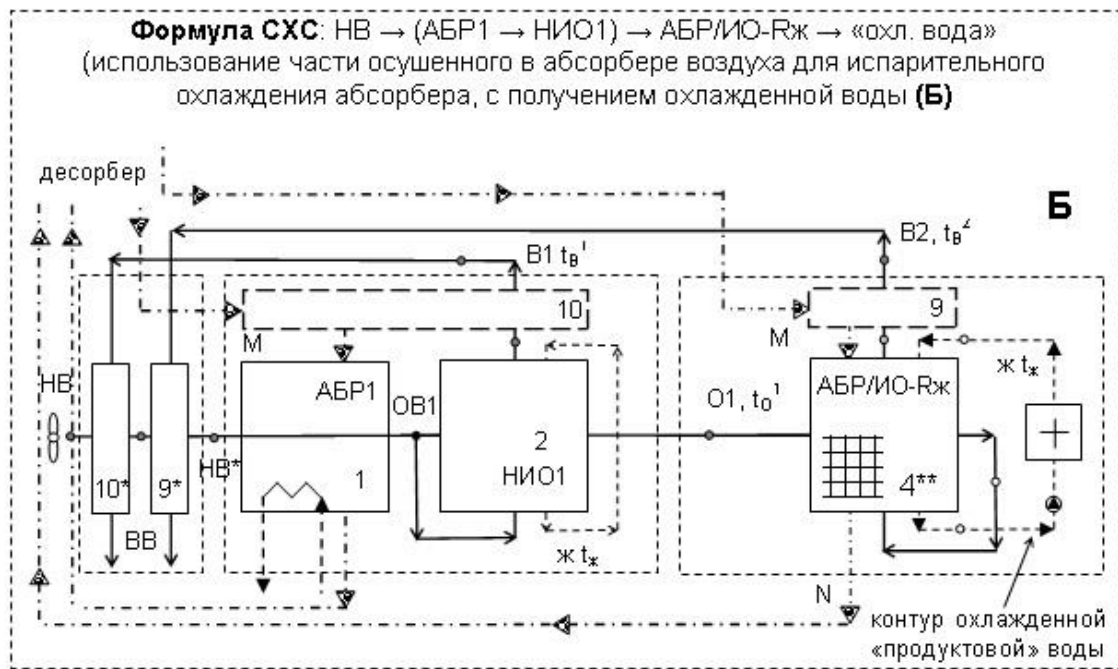 Формула СХС: НВ → (АБР1 → НИО1) → АБР/ИО-Rж → «охл. вода»
(использование части осушенного в абсорбере воздуха для испарительного
охлаждения абсорбера, с получением охлажденной воды (Б)
десорбер
Б
В2, tв²
В1 tв¹
10
9
М
М
НВ
АБР1
ОВ1
ж tж
О1, tо¹
АБР/ИО-Rж
ж tж
2
НИО1
НВ*
1
10*
9*
4**
ВВ
ж tж
N
контур охлажденной
«продуктовой» воды